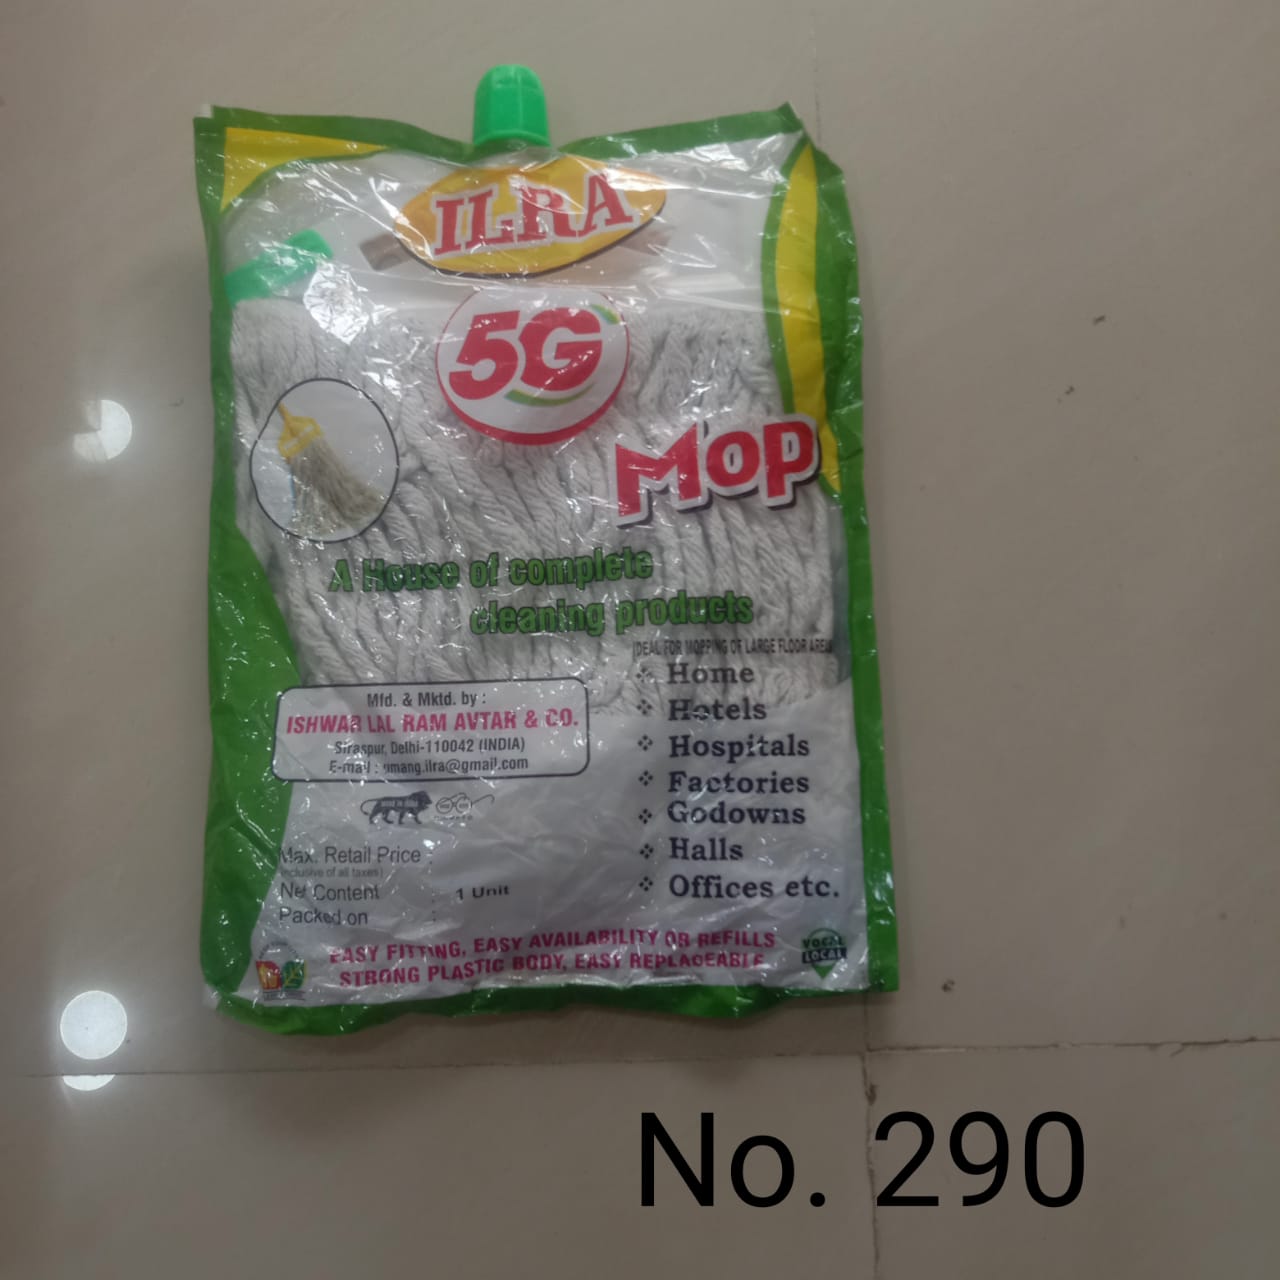 ILRA
5G
Mop
A House of complete
cleaning products
IDEAL FOR MOPPING OF LARGE FLOOR AREAS
Home
Hotels
Hospitals
Factories
Godowns
Halls
Offices etc.
Mfd. & Mktd. by :
ISHWAR LAL RAM AVTAR & CO.
Siraspur, Delhi-110042 (INDIA)
E-mail : umang.ilra@gmail.com
Max. Retail Price :
(inclusive of all taxes)
Net Content : 1 Unit
Packed on :
EASY FITTING, EASY AVAILABILITY OR REFILLS
STRONG PLASTIC BODY, EASY REPLACEABLE
VOCAL
LOCAL
No. 290